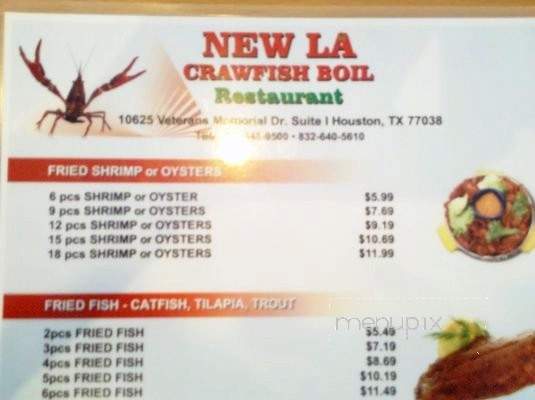 NEW LA
CRAWFISH BOIL
Restaurant
10625 Veterans Memorial Dr. Suite I Houston, TX 77038
832-640-5610
FRIED SHRIMP or OYSTERS
6 pcs SHRIMP or OYSTER $5.99
9 pcs SHRIMP or OYSTERS $7.69
12 pcs SHRIMP or OYSTERS $9.19
15 pcs SHRIMP or OYSTERS $10.69
18 pcs SHRIMP or OYSTERS $11.99
FRIED FISH - CATFISH, TILAPIA, TROUT
menupix
2pcs FRIED FISH $5.49
3pcs FRIED FISH $7.19
4pcs FRIED FISH $8.69
5pcs FRIED FISH $10.19
6pcs FRIED FISH $11.49